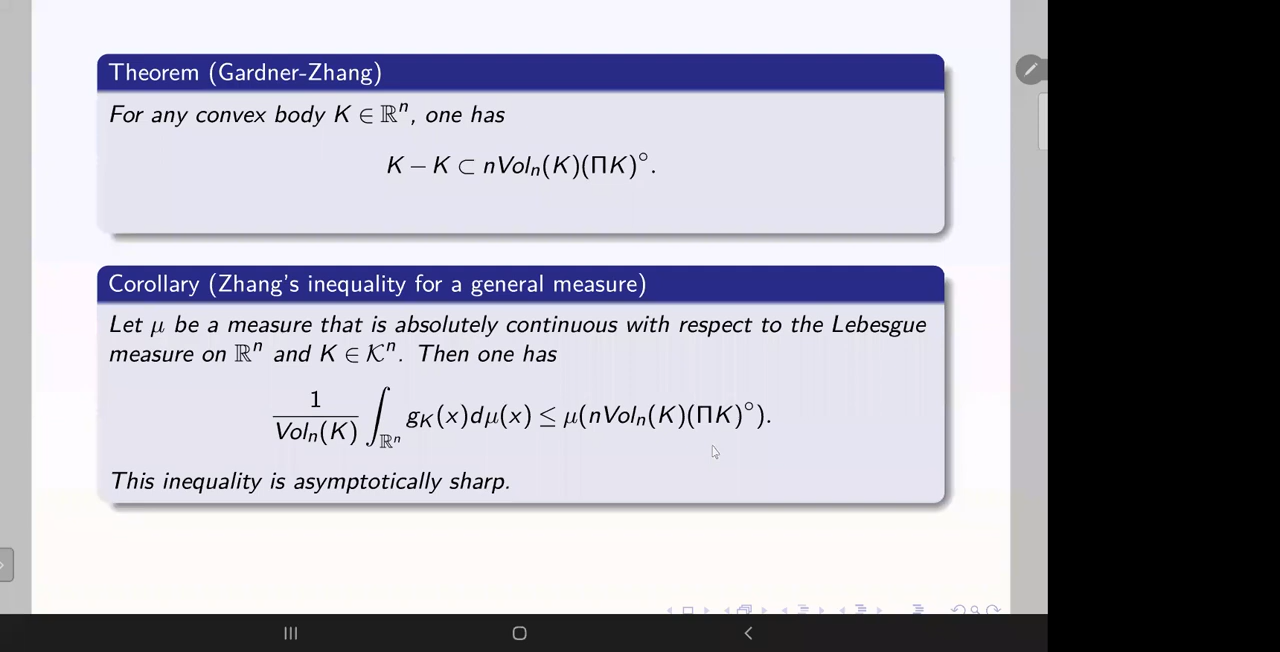 Theorem (Gardner-Zhang)
For any convex body K ∈ ℝⁿ, one has
K − K ⊂ nVolₙ(K)(ΠK)°.
Corollary (Zhang's inequality for a general measure)
Let μ be a measure that is absolutely continuous with respect to the Lebesgue
measure on ℝⁿ and K ∈ 𝒦ⁿ. Then one has
1/Volₙ(K) ∫_ℝⁿ g_K(x)dμ(x) ≤ μ(nVolₙ(K)(ΠK)°).
This inequality is asymptotically sharp.